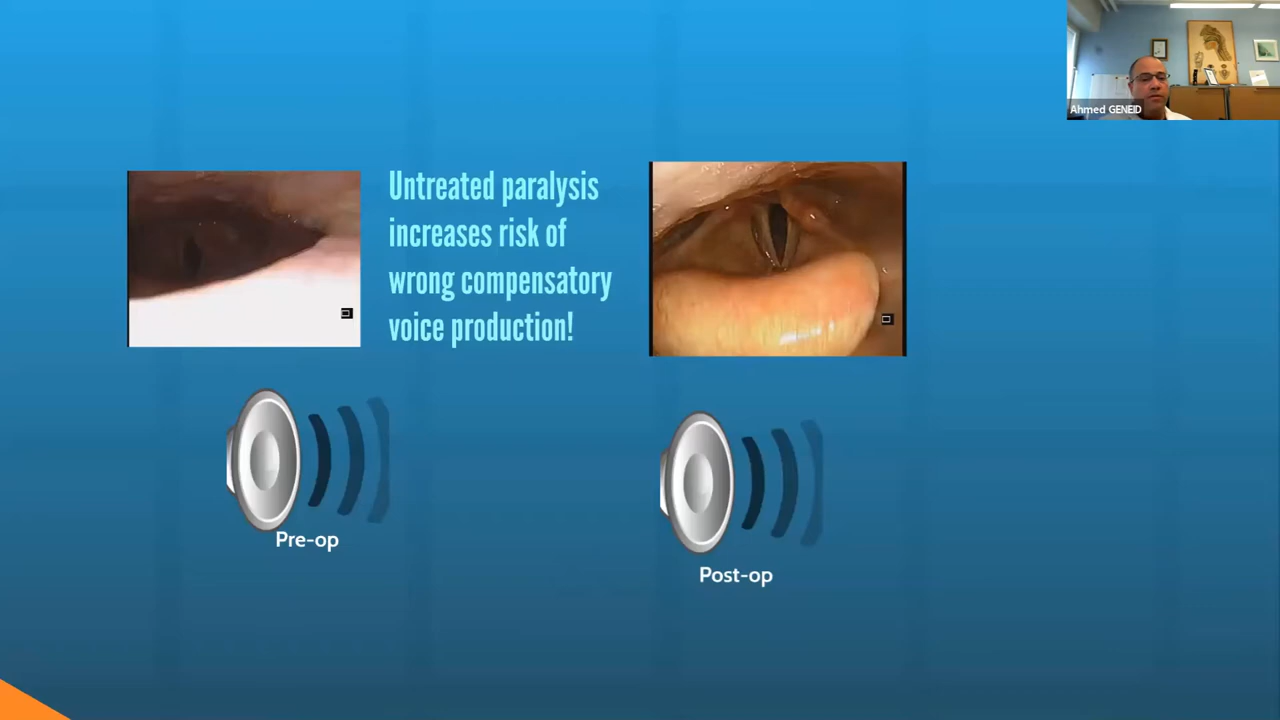 Ahmed GENEID
Untreated paralysis
increases risk of
wrong compensatory
voice production!
Pre-op
Post-op